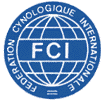 FEDERATION CYNOLOGIQUE INTERNATIONALE
FCI